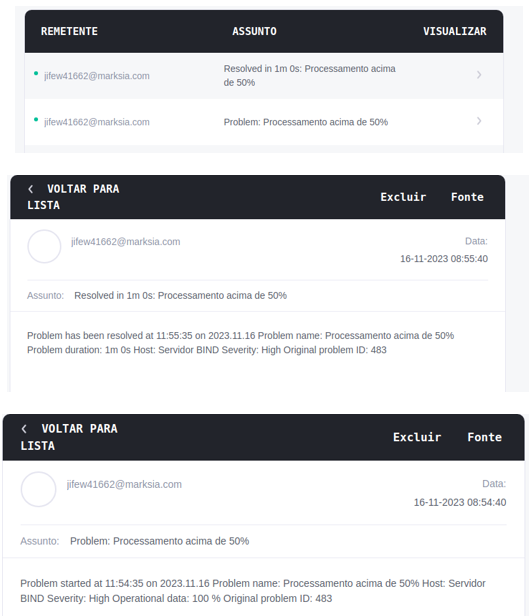 REMETENTE ASSUNTO VISUALIZAR
jifew41662@marksia.com Resolved in 1m 0s: Processamento acima
de 50%
jifew41662@marksia.com Problem: Processamento acima de 50%
VOLTAR PARA
LISTA Excluir Fonte
jifew41662@marksia.com Data:
16-11-2023 08:55:40
Assunto: Resolved in 1m 0s: Processamento acima de 50%
Problem has been resolved at 11:55:35 on 2023.11.16 Problem name: Processamento acima de 50%
Problem duration: 1m 0s Host: Servidor BIND Severity: High Original problem ID: 483
VOLTAR PARA
LISTA Excluir Fonte
jifew41662@marksia.com Data:
16-11-2023 08:54:40
Assunto: Problem: Processamento acima de 50%
Problem started at 11:54:35 on 2023.11.16 Problem name: Processamento acima de 50% Host: Servidor
BIND Severity: High Operational data: 100 % Original problem ID: 483